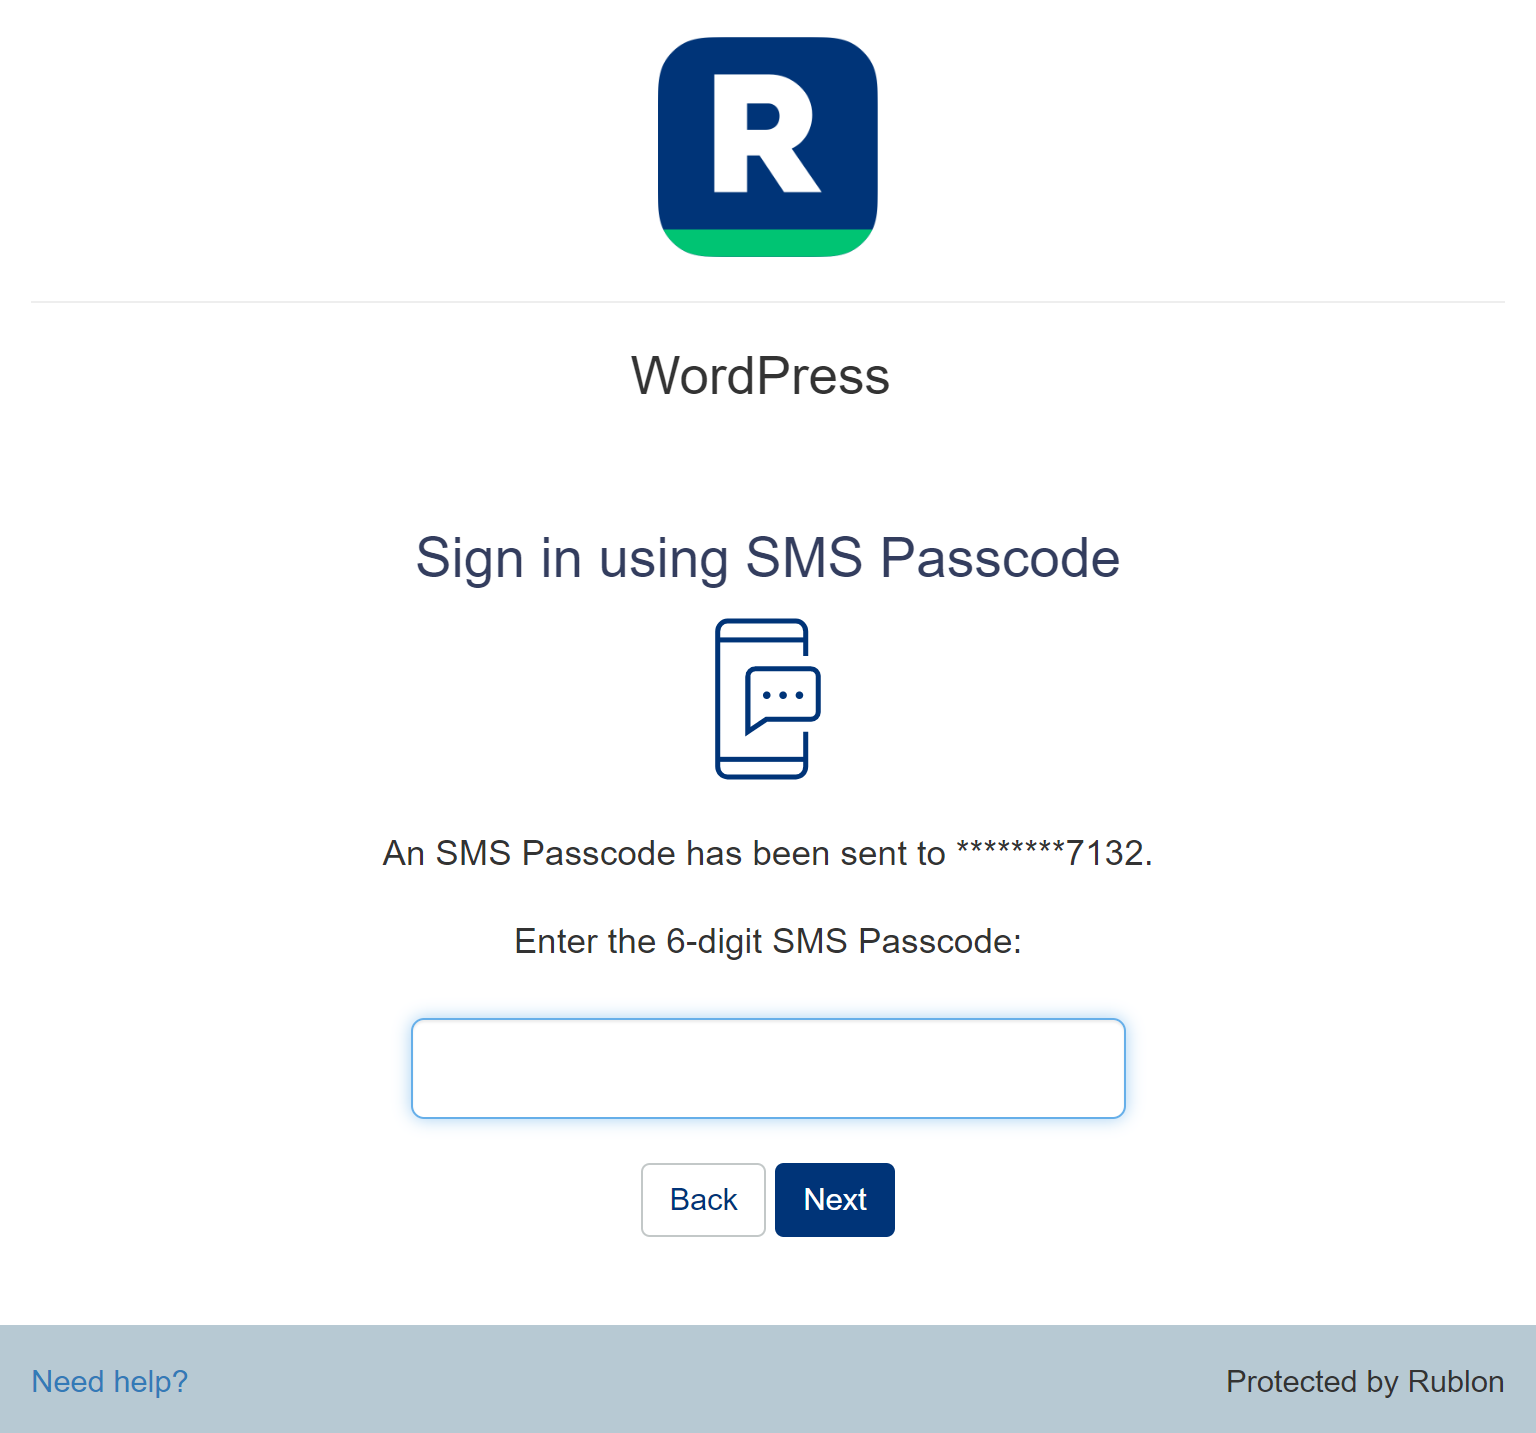 R
WordPress
Sign in using SMS Passcode
An SMS Passcode has been sent to ********7132.
Enter the 6-digit SMS Passcode:
Back Next
Need help? Protected by Rublon